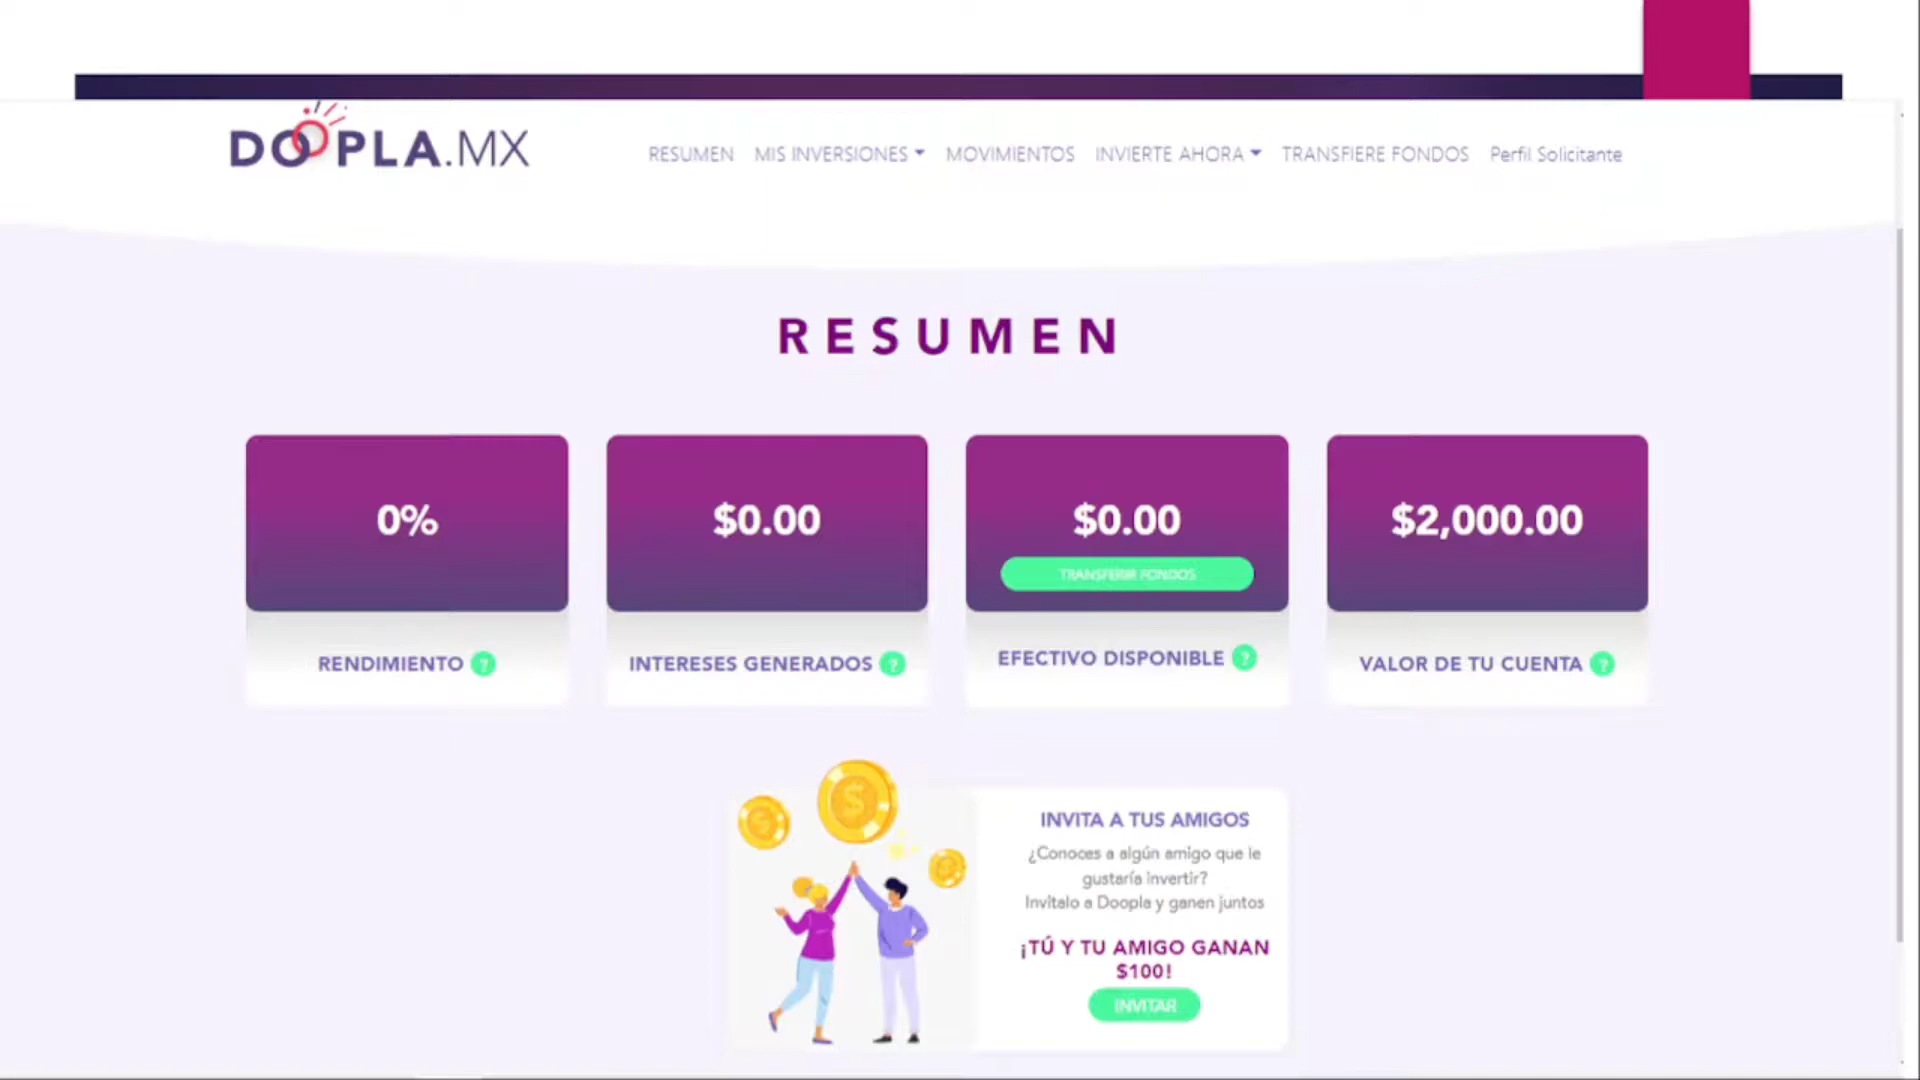 DOOPLA.MX
RESUMEN MIS INVERSIONES MOVIMIENTOS INVIERTE AHORA TRANSFIERE FONDOS Perfil Solicitante
RESUMEN
0% $0.00 $0.00 $2,000.00
TRANSFERIR FONDOS
RENDIMIENTO ? INTERESES GENERADOS ? EFECTIVO DISPONIBLE ? VALOR DE TU CUENTA ?
INVITA A TUS AMIGOS
¿Conoces a algún amigo que le
gustaría invertir?
Invítalo a Doopla y ganen juntos
¡TÚ Y TU AMIGO GANAN
$100!
INVITAR